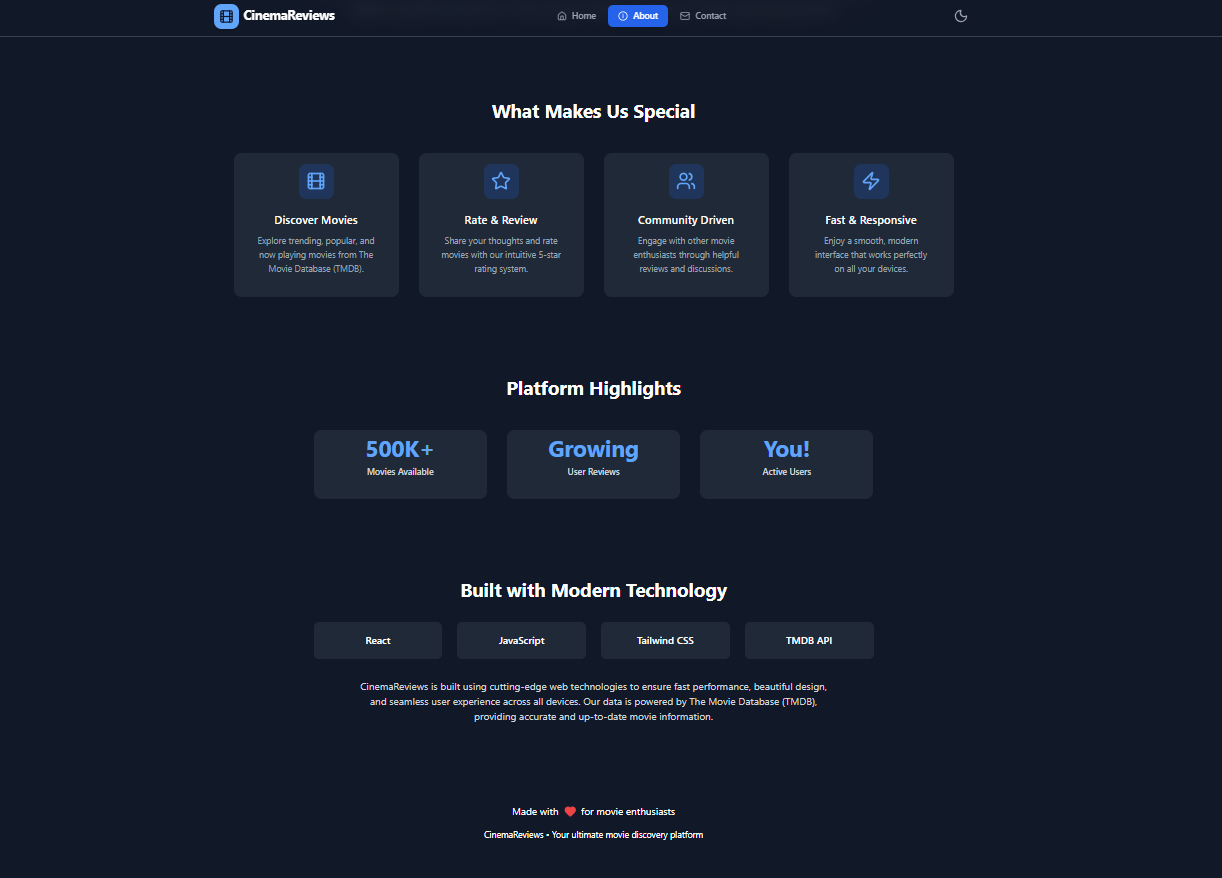 CinemaReviews
Home
About
Contact
What Makes Us Special
Discover Movies
Explore trending, popular, and
now playing movies from The
Movie Database (TMDB).
Rate & Review
Share your thoughts and rate
movies with our intuitive 5-star
rating system.
Community Driven
Engage with other movie
enthusiasts through helpful
reviews and discussions.
Fast & Responsive
Enjoy a smooth, modern
interface that works perfectly
on all your devices.
Platform Highlights
500K+
Movies Available
Growing
User Reviews
You!
Active Users
Built with Modern Technology
React
JavaScript
Tailwind CSS
TMDB API
CinemaReviews is built using cutting-edge web technologies to ensure fast performance, beautiful design,
and seamless user experience across all devices. Our data is powered by The Movie Database (TMDB),
providing accurate and up-to-date movie information.
Made with ❤️ for movie enthusiasts
CinemaReviews • Your ultimate movie discovery platform